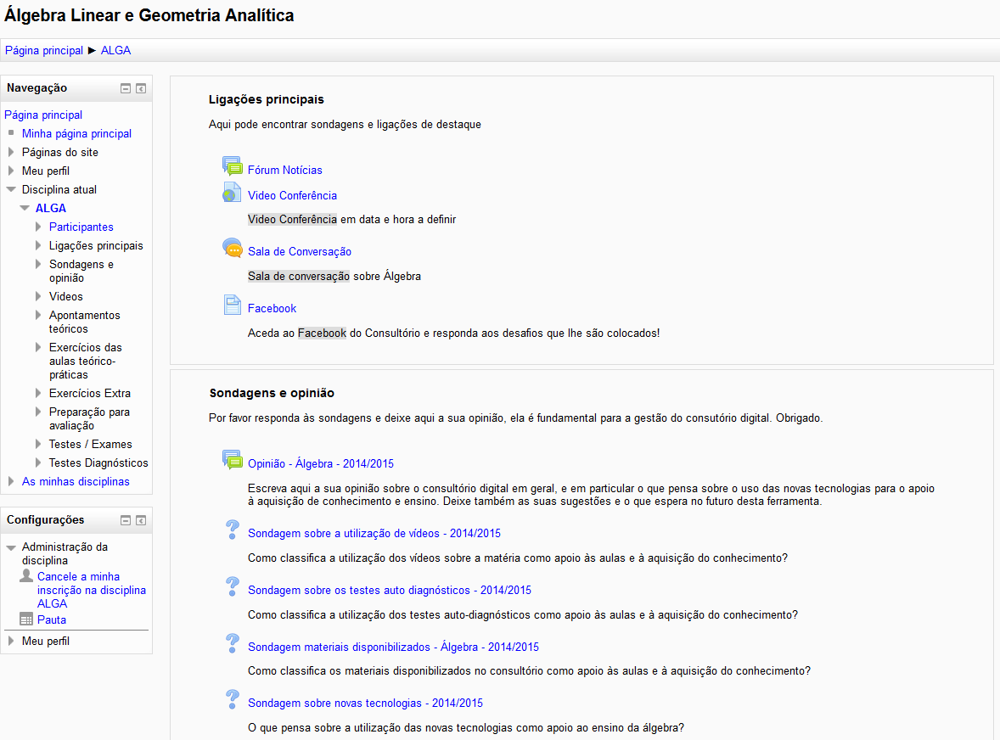 Álgebra Linear e Geometria Analítica
Página principal ► ALGA
Navegação
Página principal
Minha página principal
Páginas do site
Meu perfil
Disciplina atual
ALGA
Participantes
Ligações principais
Sondagens e
opinião
Videos
Apontamentos
teóricos
Exercícios das
aulas teórico-
práticas
Exercícios Extra
Preparação para
avaliação
Testes / Exames
Testes Diagnósticos
As minhas disciplinas
Configurações
Administração da
disciplina
Cancele a minha
inscrição na disciplina
ALGA
Pauta
Meu perfil
Ligações principais
Aqui pode encontrar sondagens e ligações de destaque
Fórum Notícias
Video Conferência
Video Conferência em data e hora a definir
Sala de Conversação
Sala de conversação sobre Álgebra
Facebook
Aceda ao Facebook do Consultório e responda aos desafios que lhe são colocados!
Sondagens e opinião
Por favor responda às sondagens e deixe aqui a sua opinião, ela é fundamental para a gestão do consutório digital. Obrigado.
Opinião - Álgebra - 2014/2015
Escreva aqui a sua opinião sobre o consultório digital em geral, e em particular o que pensa sobre o uso das novas tecnologias para o apoio
à aquisição de conhecimento e ensino. Deixe também as suas sugestões e o que espera no futuro desta ferramenta.
Sondagem sobre a utilização de vídeos - 2014/2015
Como classifica a utilização dos vídeos sobre a matéria como apoio às aulas e à aquisição do conhecimento?
Sondagem sobre os testes auto diagnósticos - 2014/2015
Como classifica a utilização dos testes auto-diagnósticos como apoio às aulas e à aquisição do conhecimento?
Sondagem materiais disponibilizados - Álgebra - 2014/2015
Como classifica os materiais disponibilizados no consultório como apoio às aulas e à aquisição do conhecimento?
Sondagem sobre novas tecnologias - 2014/2015
O que pensa sobre a utilização das novas tecnologias como apoio ao ensino da álgebra?